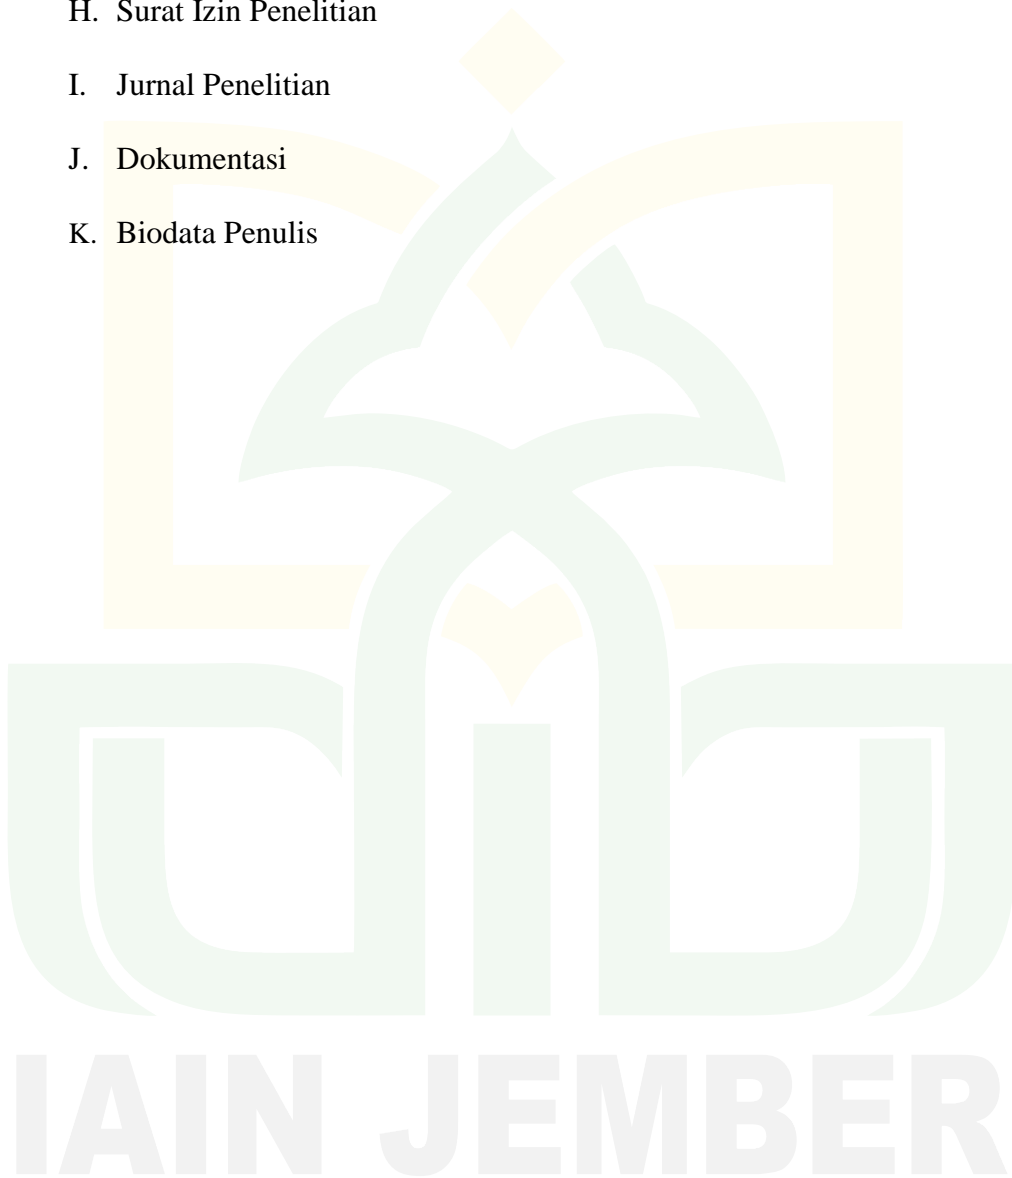 H. Surat Izin Penelitian
I. Jurnal Penelitian
J. Dokumentasi
K. Biodata Penulis
IAIN JEMBER